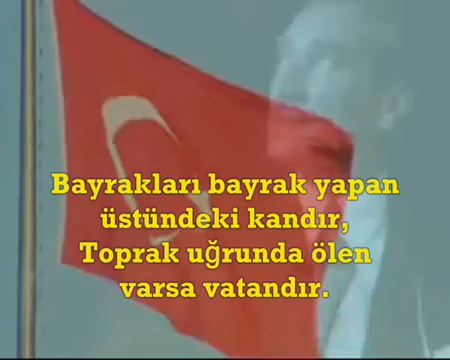 Bayrakları bayrak yapan
üstündeki kandır,
Toprak uğrunda ölen
varsa vatandır.